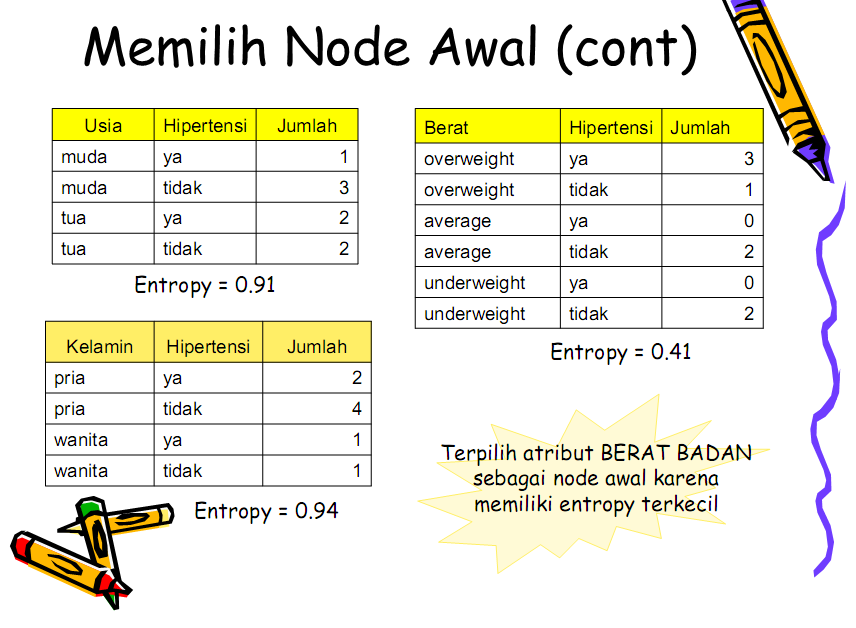 Memilih Node Awal (cont)
Usia Hipertensi Jumlah
muda ya 1
muda tidak 3
tua ya 2
tua tidak 2
Entropy = 0.91
Kelamin Hipertensi Jumlah
pria ya 2
pria tidak 4
wanita ya 1
wanita tidak 1
Entropy = 0.94
Berat Hipertensi Jumlah
overweight ya 3
overweight tidak 1
average ya 0
average tidak 2
underweight ya 0
underweight tidak 2
Entropy = 0.41
Terpilih atribut BERAT BADAN
sebagai node awal karena
memiliki entropy terkecil